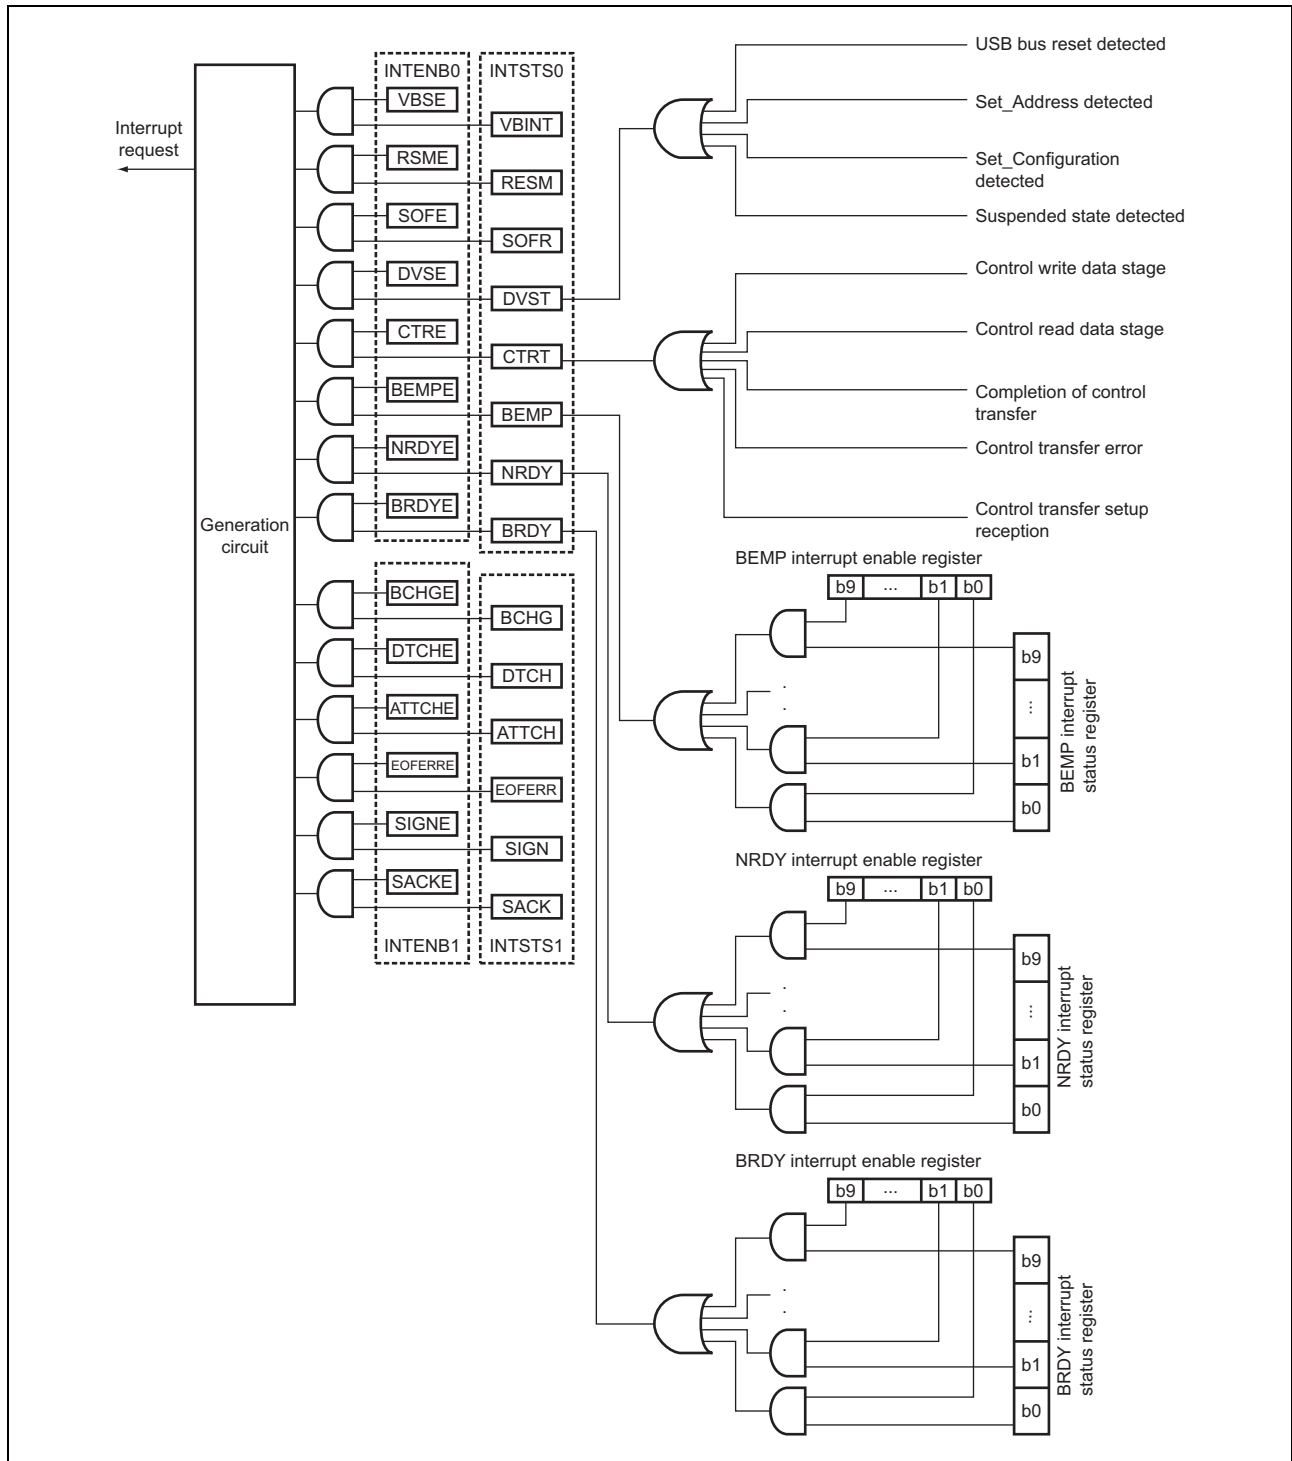 Interrupt
request
Generation
circuit
INTENB0
VBSE
RSME
SOFE
DVSE
CTRE
BEMPE
NRDYE
BRDYE
INTSTS0
VBINT
RESM
SOFR
DVST
CTRT
BEMP
NRDY
BRDY
BCHGE
DTCHE
ATTCHE
EOFERRE
SIGNE
SACKE
INTENB1
BCHG
DTCH
ATTCH
EOFERR
SIGN
SACK
INTSTS1
USB bus reset detected
Set_Address detected
Set_Configuration
detected
Suspended state detected
Control write data stage
Control read data stage
Completion of control
transfer
Control transfer error
Control transfer setup
reception
BEMP interrupt enable register
b9 ... b1 b0
b9
...
b1
b0
BEMP interrupt
status register
NRDY interrupt enable register
b9 ... b1 b0
b9
...
b1
b0
NRDY interrupt
status register
BRDY interrupt enable register
b9 ... b1 b0
b9
...
b1
b0
BRDY interrupt
status register